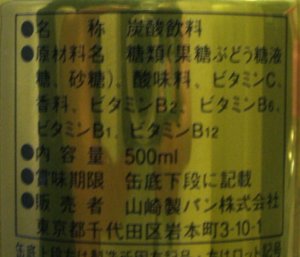 ●名 称 炭酸飲料
●原材料名 糖類(果糖ぶどう糖液
糖、砂糖)、酸味料、ビタミンC、
香料、ビタミンB2、ビタミンB6、
ビタミンB1、ビタミンB12
●内容量 500ml
●賞味期限 缶底下段に記載
●販売者 山崎製パン株式会社
東京都千代田区岩本町3-10-1